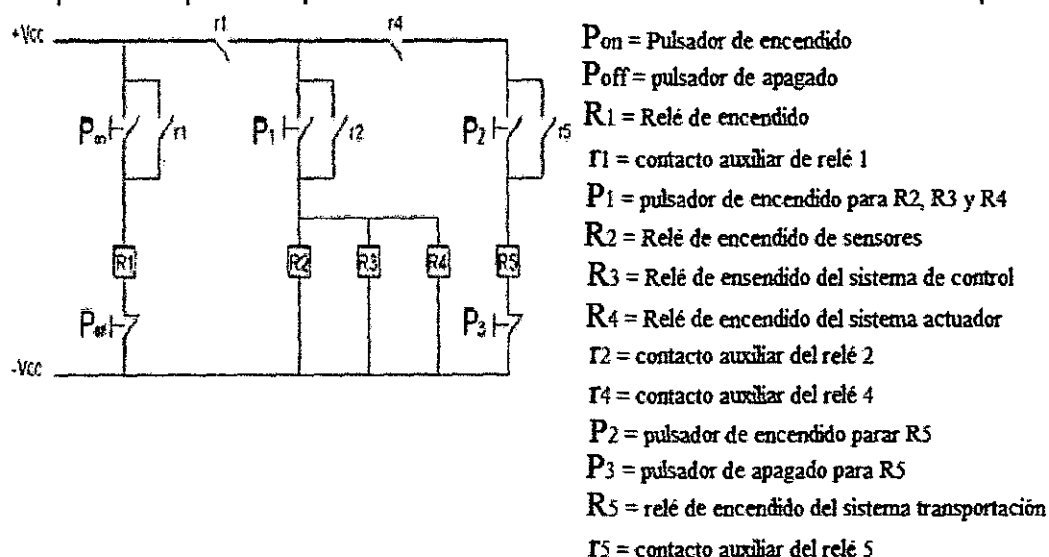 r1
r4
+Vcc
Pon
r1
P1
r2
P2
r5
R1
R2
R3
R4
R5
Poff
P3
-Vcc
Pon = Pulsador de encendido
Poff = pulsador de apagado
R1 = Relé de encendido
r1 = contacto auxiliar de relé 1
P1 = pulsador de encendido para R2, R3 y R4
R2 = Relé de encendido de sensores
R3 = Relé de ensendido del sistema de control
R4 = Relé de encendido del sistema actuador
r2 = contacto auxiliar del relé 2
r4 = contacto auxiliar del relé 4
P2 = pulsador de encendido parar R5
P3 = pulsador de apagado para R5
R5 = relé de encendido del sistema transportación
r5 = contacto auxiliar del relé 5